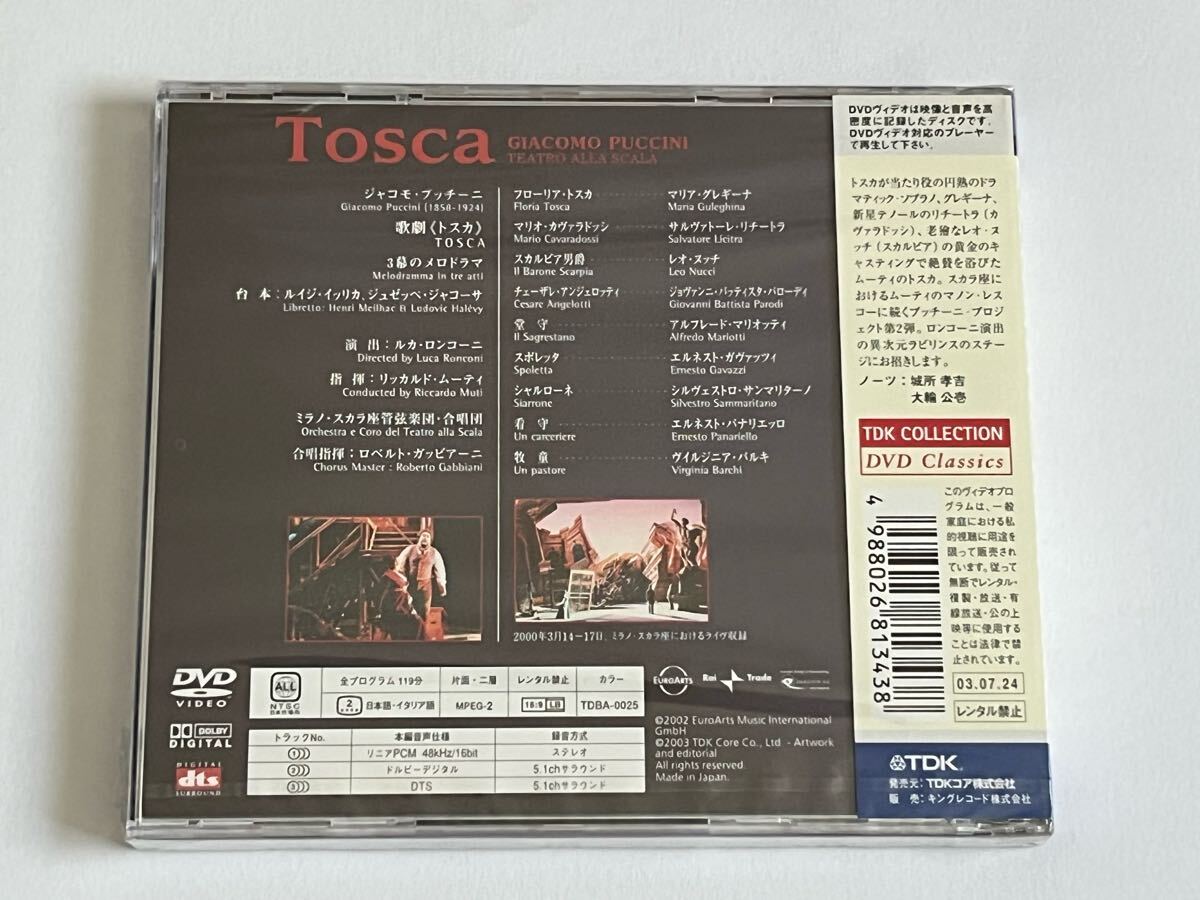 Tosca
GIACOMO PUCCINI
TEATRO ALLA SCALA
ジャコモ・プッチーニ
Giacomo Puccini (1858-1924)
歌劇《トスカ》
TOSCA
3幕のメロドラマ
Melodramma in tre atti
台 本：ルイジ・イッリカ、ジュゼッペ・ジャコーザ
Libretto: Henri Meilhac & Ludovic Halévy
演 出：ルカ・ロンコーニ
Directed by Luca Ronconi
指 揮：リッカルド・ムーティ
Conducted by Riccardo Muti
ミラノ・スカラ座管弦楽団・合唱団
Orchestra e Coro del Teatro alla Scala
合唱指揮：ロベルト・ガッビアーニ
Chorus Master : Roberto Gabbiani
フローリア・トスカ マリア・グレギーナ
Floria Tosca Maria Guleghina
マリオ・カヴァラドッシ サルヴァトーレ・リチートラ
Mario Cavaradossi Salvatore Licitra
スカルピア男爵 レオ・ヌッチ
Il Barone Scarpia Leo Nucci
チェーザレ・アンジェロッティ ジョヴァンニ・バッティスタ・パローディ
Cesare Angelotti Giovanni Battista Parodi
堂 守 アルフレード・マリオッティ
Il Sagrestano Alfredo Mariotti
スポレッタ エルネスト・ガヴァッツィ
Spoletta Ernesto Gavazzi
シャルローネ シルヴェストロ・サンマリターノ
Siarrone Silvestro Sammaritano
看 守 エルネスト・パナリエッロ
Un carceriere Ernesto Panariello
牧 童 ヴイルジニア・バルキ
Un pastore Virginia Barchi
2000年3月14－17日、ミラノ・スカラ座におけるライヴ収録
DVD
VIDEO
DOLBY
DIGITAL
DIGITAL
dts
SURROUND
ALL
NTSC
日本市場向
全プログラム 119分
片面・二層
レンタル禁止
カラー
2 日本語・イタリア語
MPEG-2
16:9 LB
TDBA-0025
トラックNo. 本編音声仕様 録音方式
1 リニアPCM 48kHz/16bit ステレオ
2 ドルビーデジタル 5.1chサラウンド
3 DTS 5.1chサラウンド
EUROARTS
Rai Trade
©2002 EuroArts Music International
GmbH
©2003 TDK Core Co., Ltd - Artwork
and editorial
All rights reserved.
Made in Japan.
DVDヴィデオは映像と音声を高
密度に記録したディスクです。
DVDヴィデオ対応のプレーヤー
で再生して下さい。
トスカが当たり役の円熟のドラ
マティック・ソプラノ、グレギーナ、
新星テノールのリチートラ（カ
ヴァラドッシ）、老獪なレオ・ヌ
ッチ（スカルピア）の黄金のキ
ャスティングで絶賛を浴びた
ムーティのトスカ。スカラ座に
おけるムーティのマノン・レス
コーに続くプッチーニ・プロジ
ェクト第2弾。ロンコーニ演出
の異次元ラビリンスのステー
ジにお招きします。
ノーツ：城所 孝吉
大輪 公壱
TDK COLLECTION
DVD Classics
4 988026 813438
このヴィデオプロ
グラムは、一般
家庭における私
的視聴に用途を
限って販売され
ています。従って
無断でレンタル・
複製・放送・有
線放送・公の上
映等に使用する
ことは法律で禁
止されています。
03.07.24
レンタル禁止
TDK
発売元：TDKコア株式会社
販 売：キングレコード株式会社